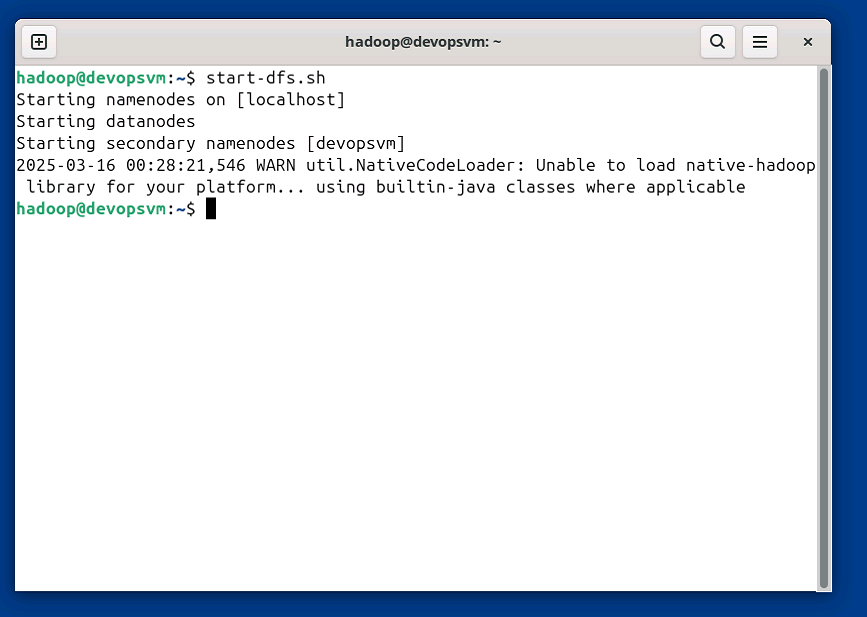 hadoop@devopsvm: ~
hadoop@devopsvm:~$ start-dfs.sh
Starting namenodes on [localhost]
Starting datanodes
Starting secondary namenodes [devopsvm]
2025-03-16 00:28:21,546 WARN util.NativeCodeLoader: Unable to load native-hadoop
 library for your platform... using builtin-java classes where applicable
hadoop@devopsvm:~$